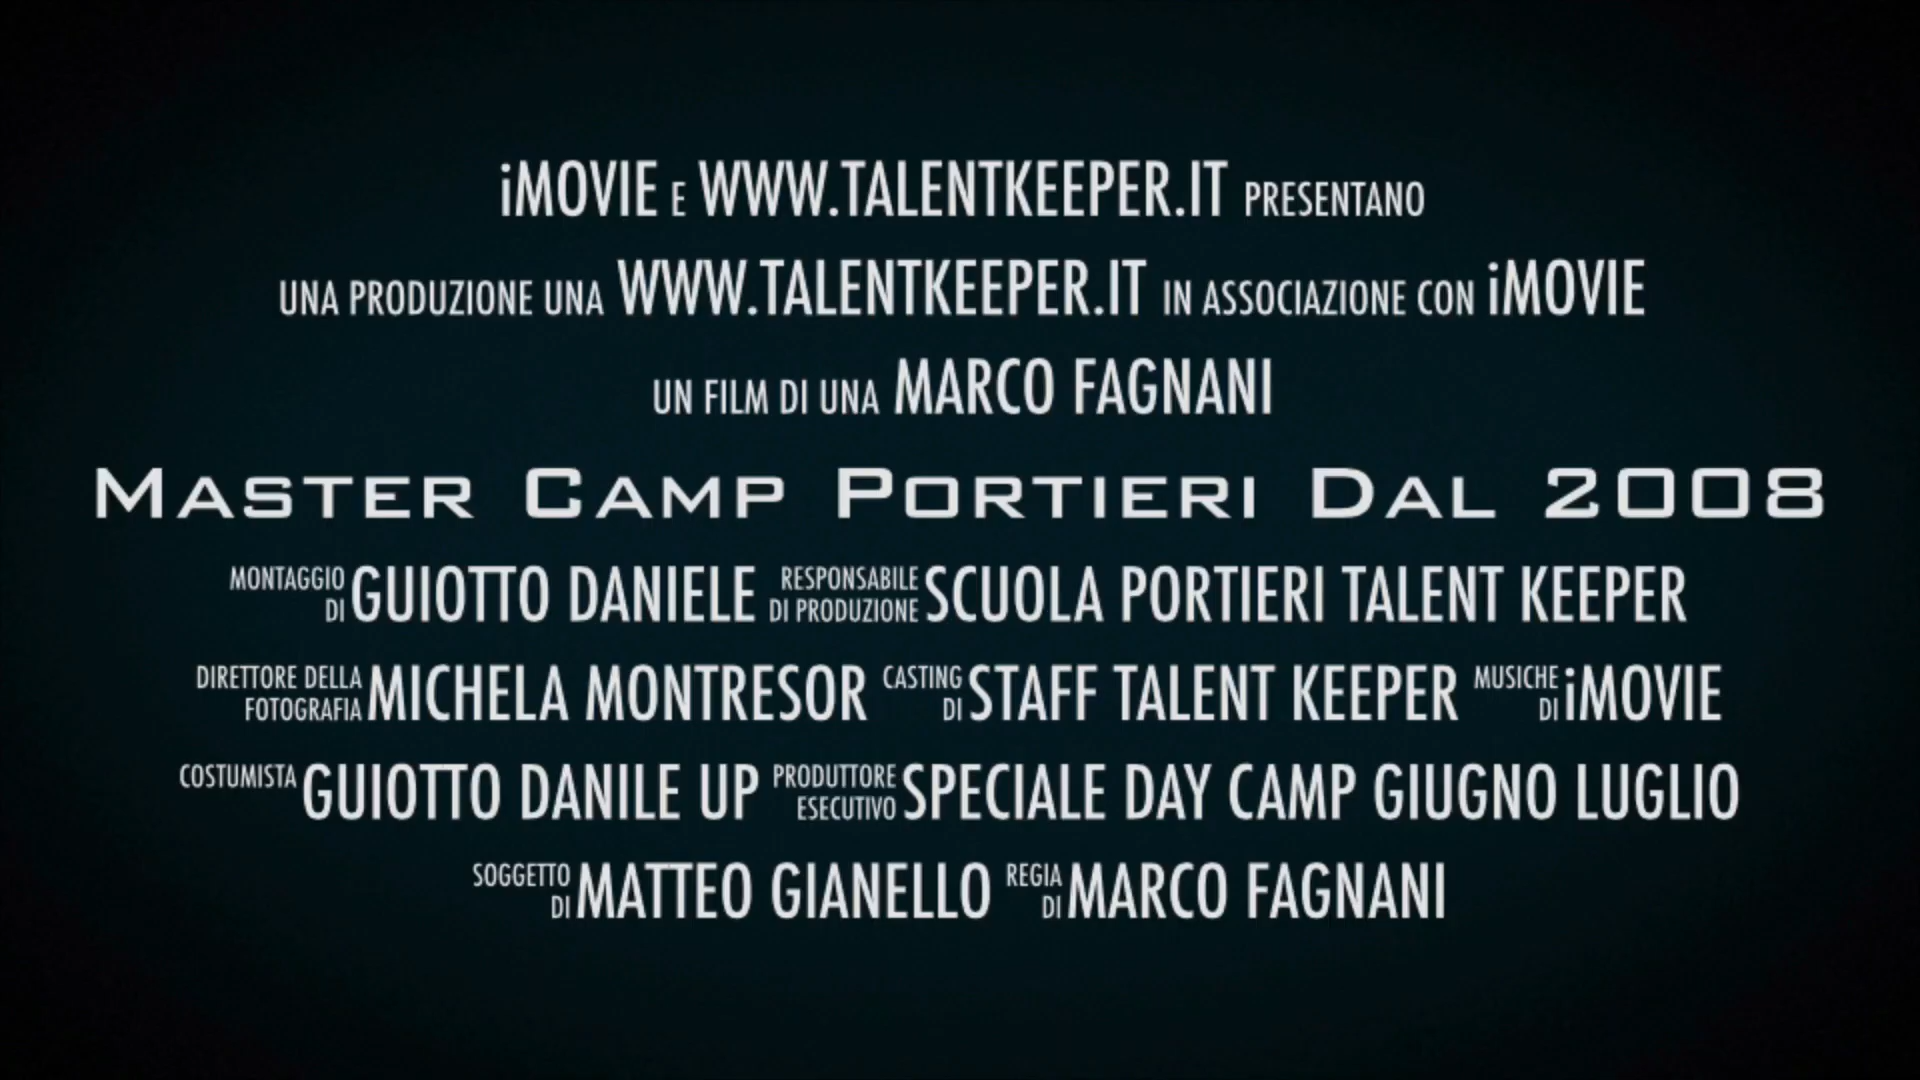 iMOVIE E WWW.TALENTKEEPER.IT PRESENTANO
UNA PRODUZIONE UNA WWW.TALENTKEEPER.IT IN ASSOCIAZIONE CON iMOVIE
UN FILM DI UNA MARCO FAGNANI
MASTER CAMP PORTIERI DAL 2008
MONTAGGIO DI GUIOTTO DANIELE RESPONSABILE DI PRODUZIONE SCUOLA PORTIERI TALENT KEEPER
DIRETTORE DELLA FOTOGRAFIA MICHELA MONTRESOR CASTING DI STAFF TALENT KEEPER MUSICHE DI iMOVIE
COSTUMISTA GUIOTTO DANILE UP PRODUTTORE ESECUTIVO SPECIALE DAY CAMP GIUGNO LUGLIO
SOGGETTO DI MATTEO GIANELLO REGIA DI MARCO FAGNANI